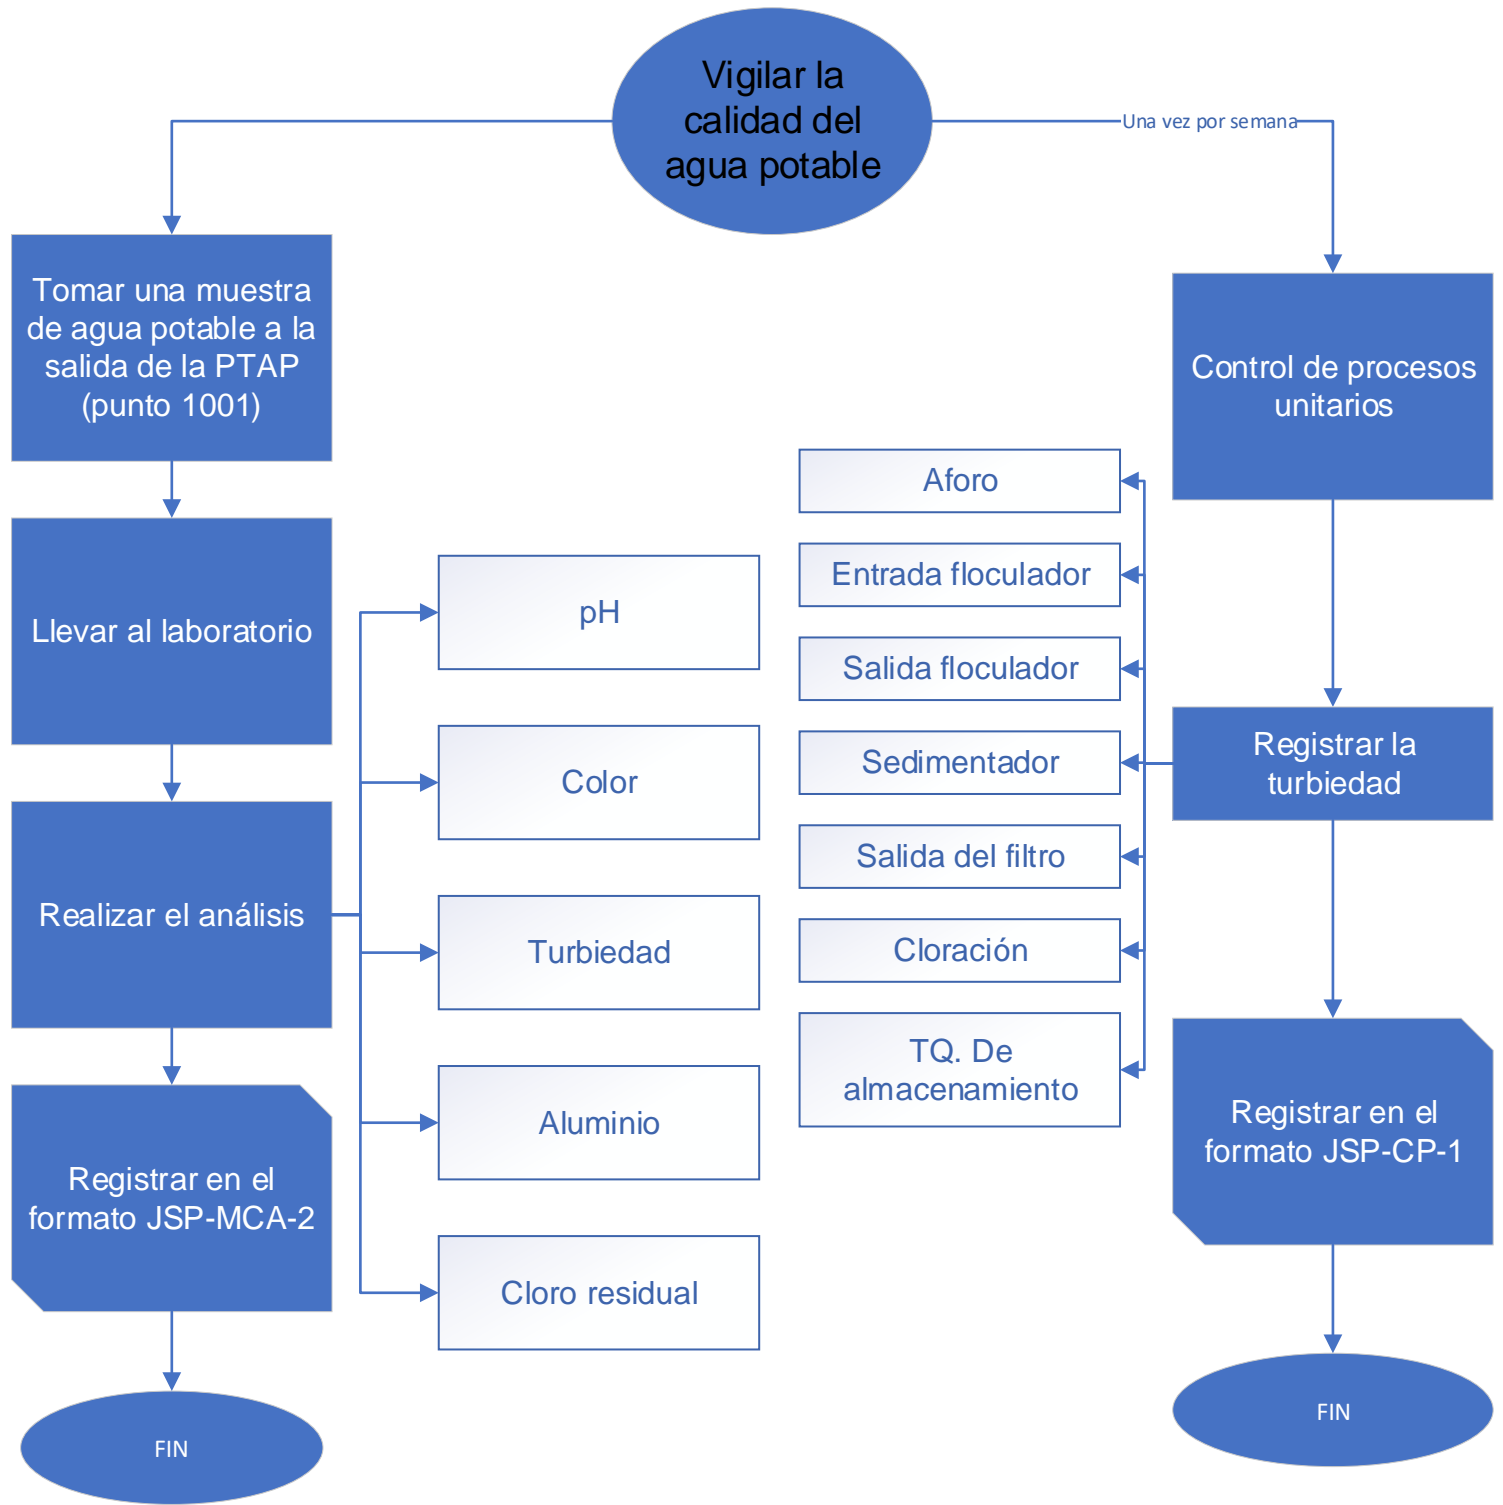 Vigilar la
calidad del
agua potable
Una vez por semana
Tomar una muestra
de agua potable a la
salida de la PTAP
(punto 1001)
Llevar al laboratorio
Realizar el análisis
pH
Color
Turbiedad
Aluminio
Cloro residual
Registrar en el
formato JSP-MCA-2
FIN
Control de procesos
unitarios
Registrar la
turbiedad
Aforo
Entrada floculador
Salida floculador
Sedimentador
Salida del filtro
Cloración
TQ. De
almacenamiento
Registrar en el
formato JSP-CP-1
FIN